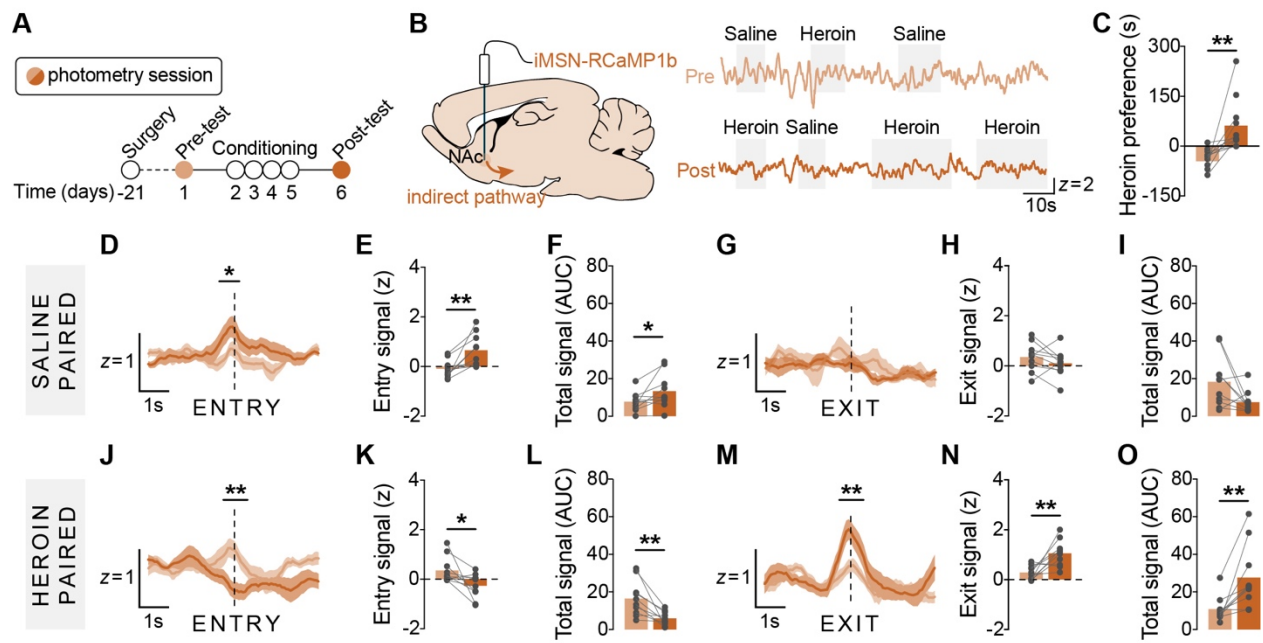 A
photometry session
Surgery
Pre-test
Conditioning
Post-test
Time (days)
-21
1
2
3
4
5
6
B
iMSN-RCaMP1b
NAc
indirect pathway
Saline Heroin Saline
Pre
Heroin Saline Heroin Heroin
Post
z=2
10s
C
Heroin preference (s)
300
150
0
-150
**
SALINE
PAIRED
D
*
z=1
1s
ENTRY
E
Entry signal (z)
4
2
0
-2
**
F
Total signal (AUC)
80
60
40
20
0
*
G
z=1
1s
EXIT
H
Exit signal (z)
4
2
0
-2
I
Total signal (AUC)
80
60
40
20
0
HEROIN
PAIRED
J
**
z=1
1s
ENTRY
K
Entry signal (z)
4
2
0
-2
*
L
Total signal (AUC)
80
60
40
20
0
**
M
**
z=1
1s
EXIT
N
Exit signal (z)
4
2
0
-2
**
O
Total signal (AUC)
80
60
40
20
0
**